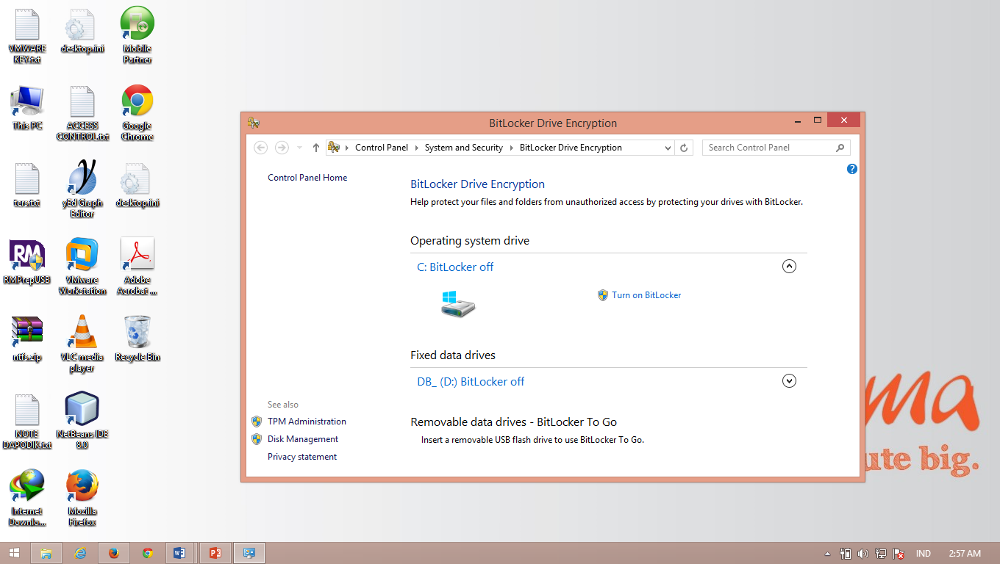 VMWARE
KEY.txt
desktop.ini
Mobile
Partner
This PC
ACCESS
CONTROL.txt
Google
Chrome
ters.txt
yEd Graph
Editor
desktop.ini
RMPrepUSB
VMware
Workstation
Adobe
Acrobat ...
ntfs.zip
VLC media
player
Recycle Bin
NOTE
DAPODIK.txt
NetBeans IDE
8.0
Internet
Downlo...
Mozilla
Firefox
BitLocker Drive Encryption
Control Panel
System and Security
BitLocker Drive Encryption
Search Control Panel
Control Panel Home
BitLocker Drive Encryption
Help protect your files and folders from unauthorized access by protecting your drives with BitLocker.
Operating system drive
C: BitLocker off
Turn on BitLocker
Fixed data drives
DB_ (D:) BitLocker off
Removable data drives - BitLocker To Go
Insert a removable USB flash drive to use BitLocker To Go.
See also
TPM Administration
Disk Management
Privacy statement
ma
ute big.
IND
2:57 AM